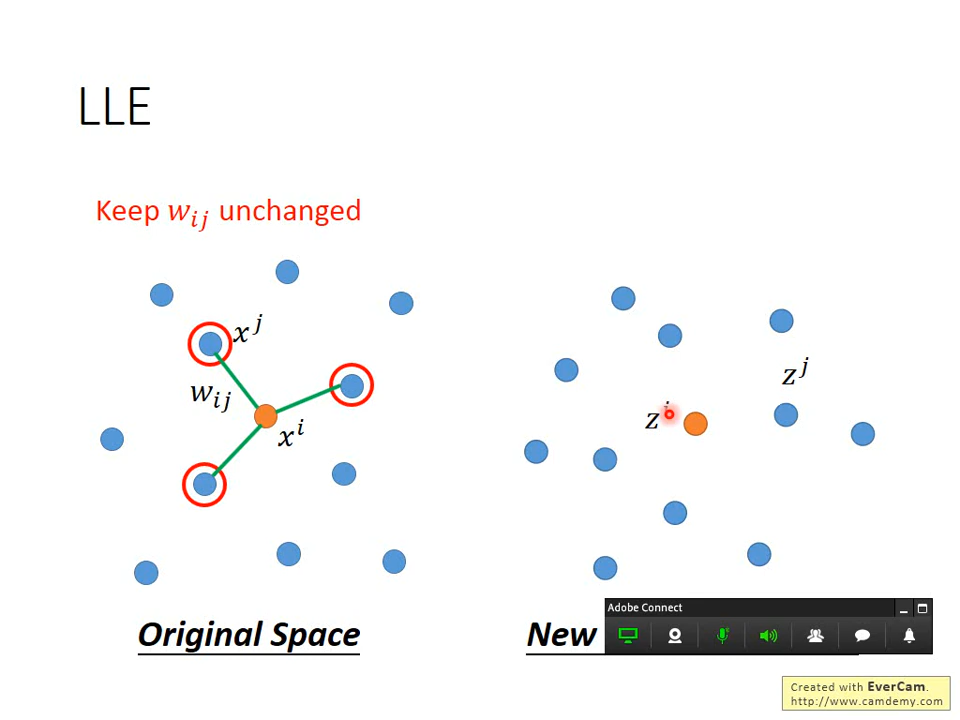 LLE
Keep w_{ij} unchanged
x^j
w_{ij}
x^i
z^j
z
Original Space
New
Adobe Connect
Created with EverCam.
http://www.camdemy.com